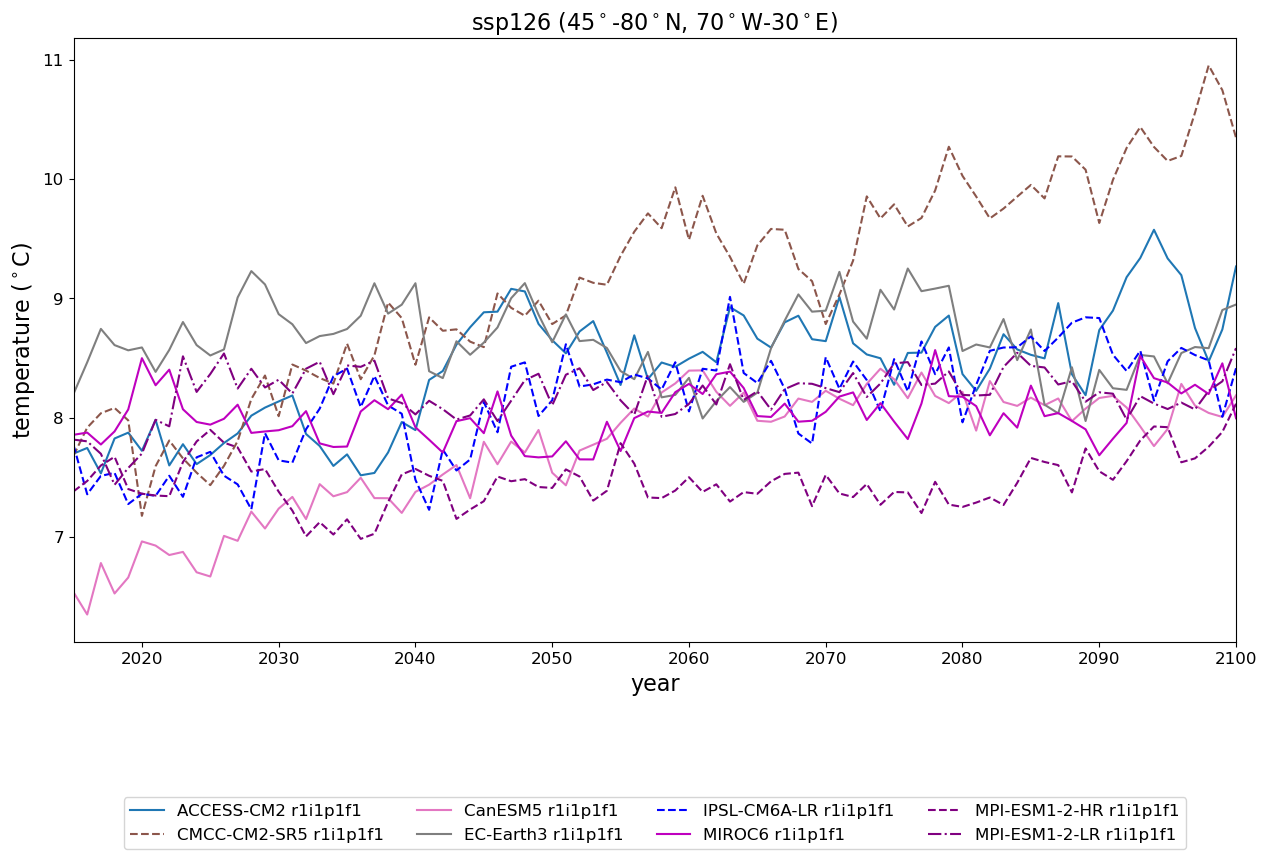 ssp126 (45°-80°N, 70°W-30°E)
11
10
9
8
7
temperature (°C)
2020 2030 2040 2050 2060 2070 2080 2090 2100
year
ACCESS-CM2 r1i1p1f1 CanESM5 r1i1p1f1 IPSL-CM6A-LR r1i1p1f1 MPI-ESM1-2-HR r1i1p1f1
CMCC-CM2-SR5 r1i1p1f1 EC-Earth3 r1i1p1f1 MIROC6 r1i1p1f1 MPI-ESM1-2-LR r1i1p1f1